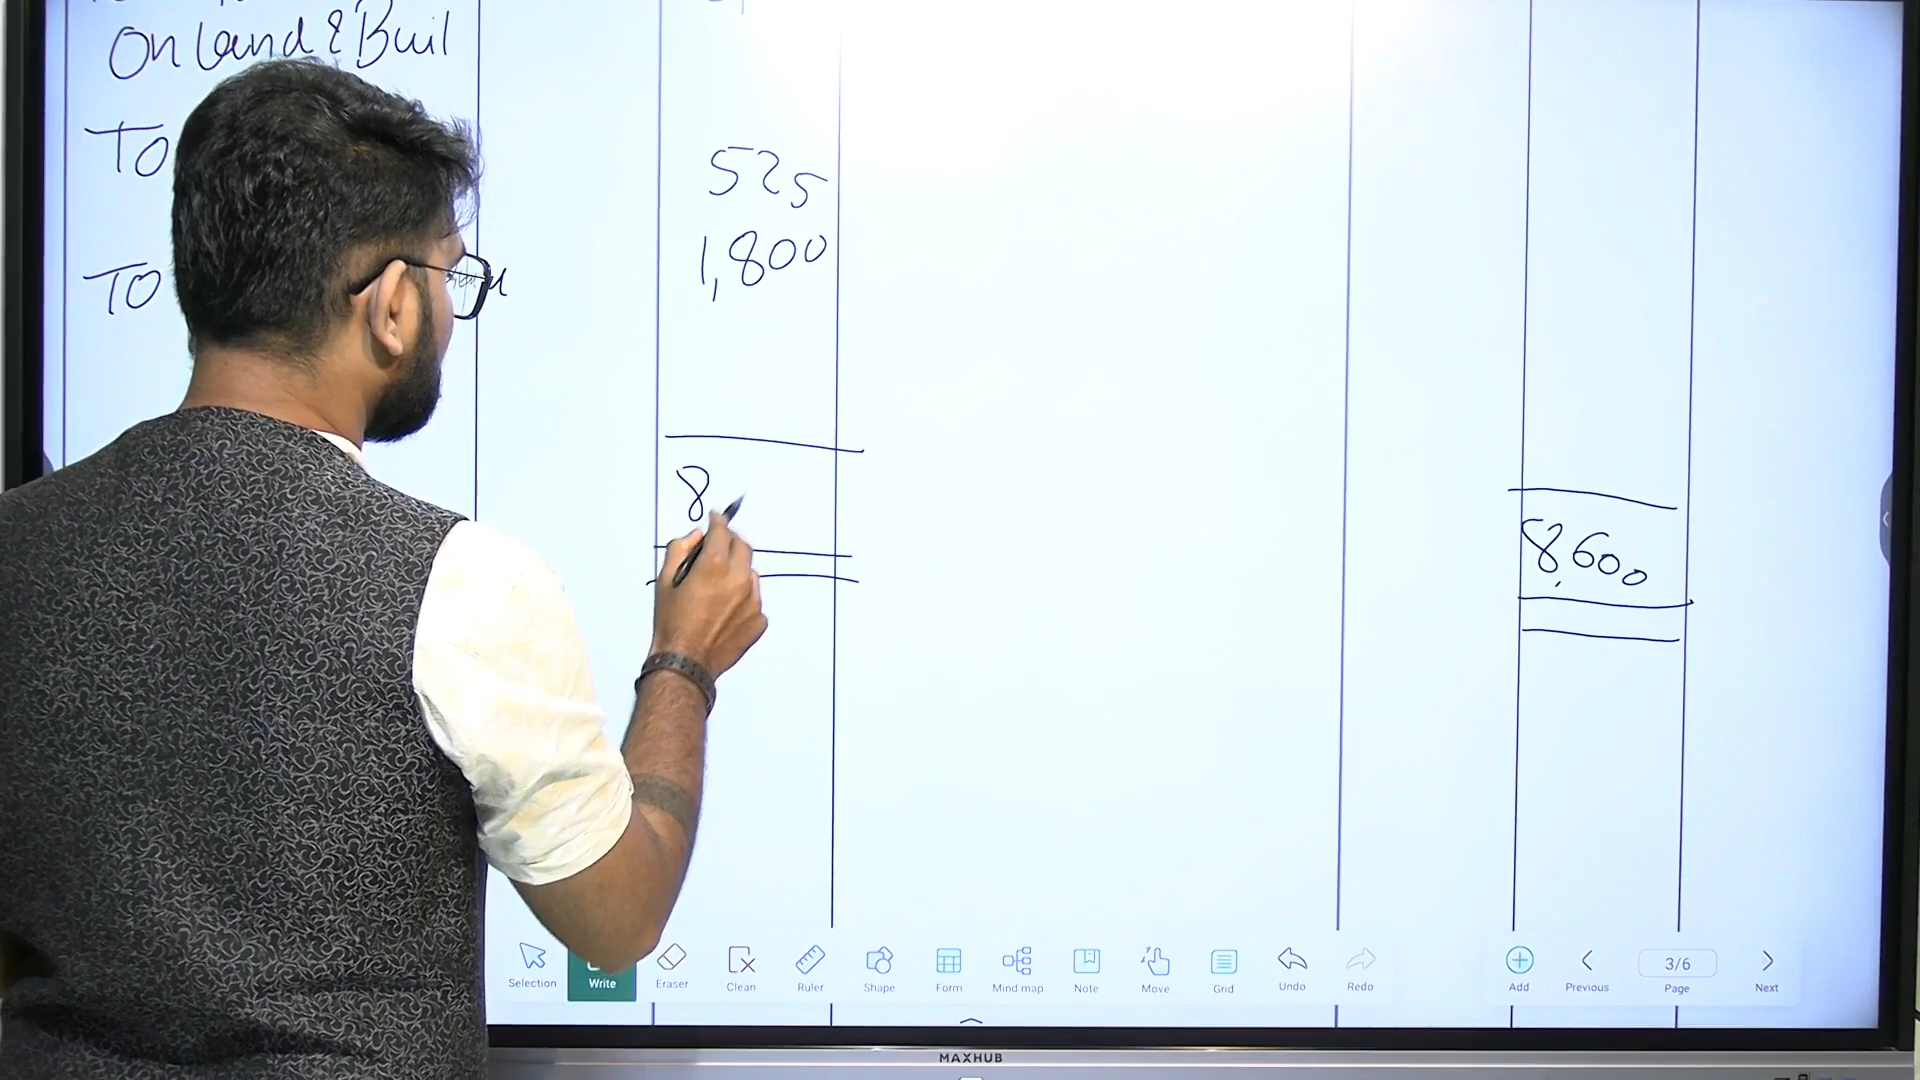 On Land & Buil
To
525
To
1,800
8
8,600
Selection
Write
Eraser
Clean
Ruler
Shape
Form
Mind map
Note
Move
Grid
Undo
Redo
Add
Previous
3/6
Page
Next
MAXHUB